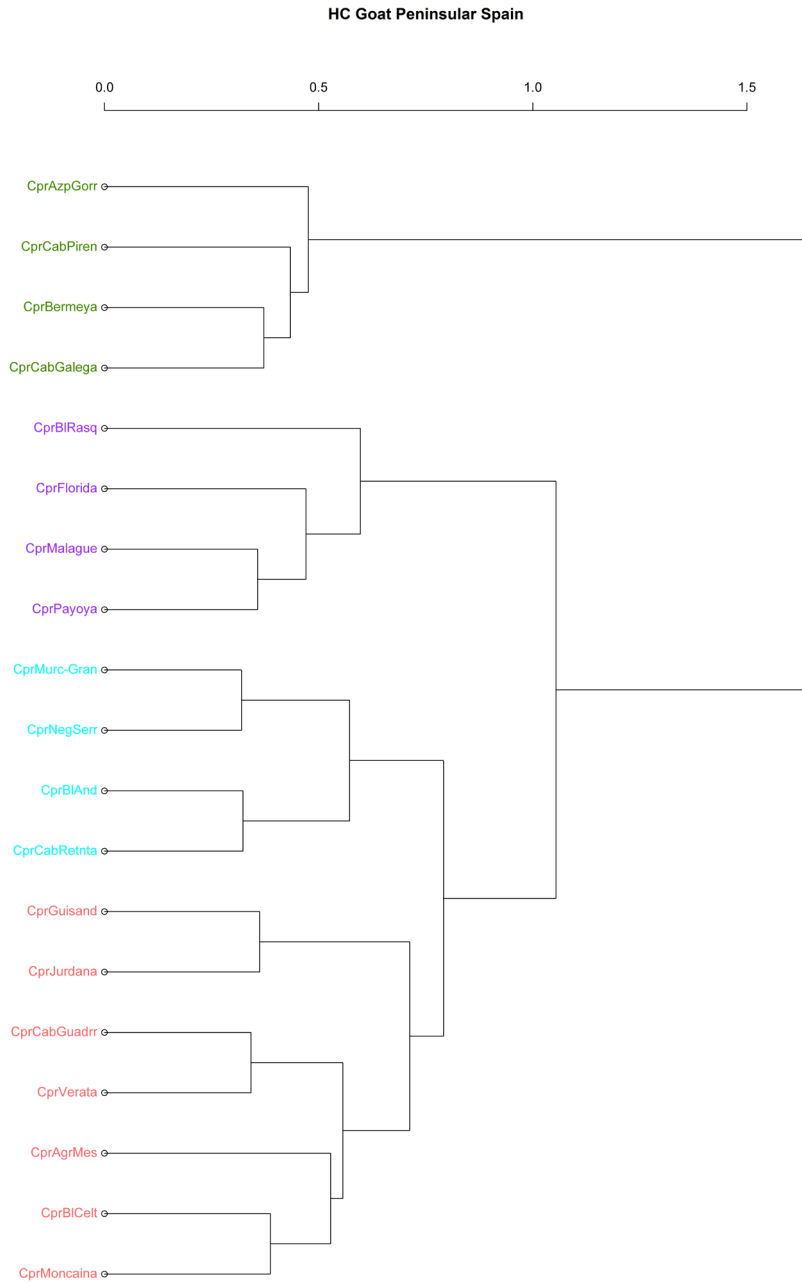 HC Goat Peninsular Spain
0.0 0.5 1.0 1.5
CprAzpGorr
CprCabPiren
CprBermeya
CprCabGalega
CprBlRasq
CprFlorida
CprMalague
CprPayoya
CprMurc-Gran
CprNegSerr
CprBlAnd
CprCabRetnta
CprGuisand
CprJurdana
CprCabGuadrr
CprVerata
CprAgrMes
CprBlCelt
CprMoncaina